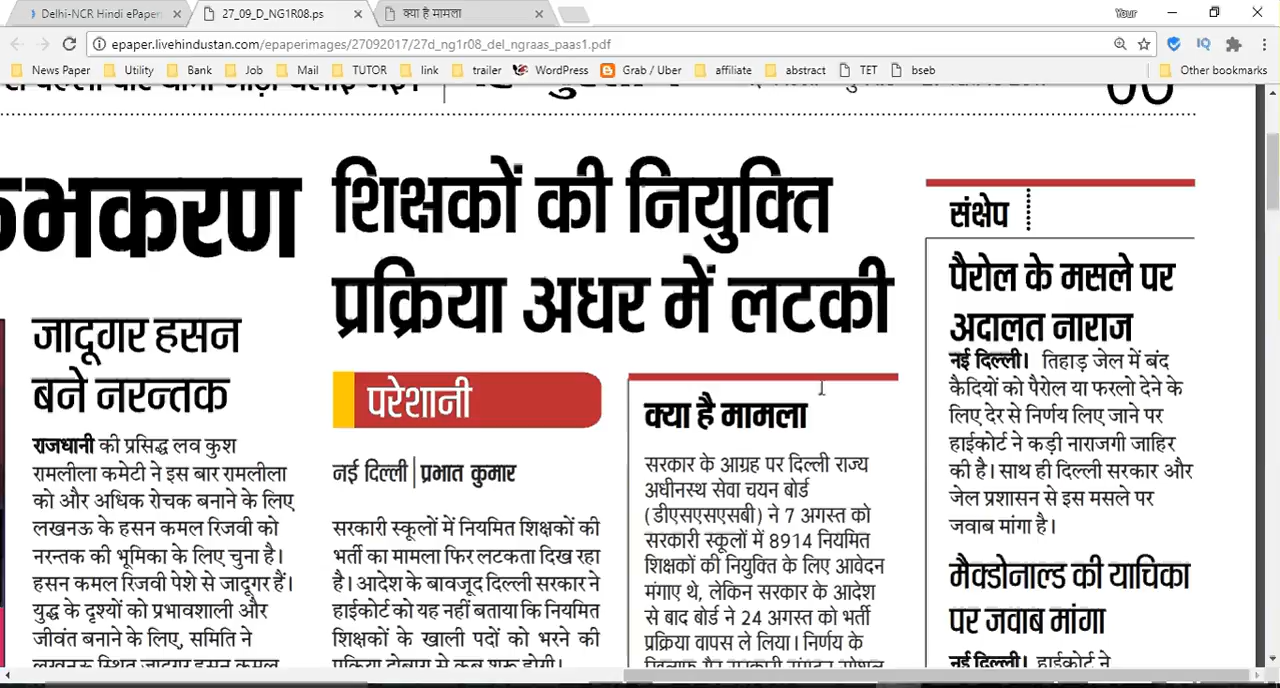 Delhi-NCR Hindi ePaper
27_09_D_NG1R08.ps
क्या है मामला
Your
epaper.livehindustan.com/epaperimages/27092017/27d_ng1r08_del_ngraas_paas1.pdf
News Paper
Utility
Bank
Job
Mail
TUTOR
link
trailer
WordPress
Grab / Uber
affiliate
abstract
TET
bseb
Other bookmarks
शिक्षकों की नियुक्ति
प्रक्रिया अधर में लटकी
जादूगर हसन
बने नरन्तक
राजधानी की प्रसिद्ध लव कुश
रामलीला कमेटी ने इस बार रामलीला
को और अधिक रोचक बनाने के लिए
लखनऊ के हसन कमल रिजवी को
नरन्तक की भूमिका के लिए चुना है।
हसन कमल रिजवी पेशे से जादूगर हैं।
युद्ध के दृश्यों को प्रभावशाली और
जीवंत बनाने के लिए, समिति ने
परेशानी
नई दिल्ली | प्रभात कुमार
सरकारी स्कूलों में नियमित शिक्षकों की
भर्ती का मामला फिर लटकता दिख रहा
है। आदेश के बावजूद दिल्ली सरकार ने
हाईकोर्ट को यह नहीं बताया कि नियमित
शिक्षकों के खाली पदों को भरने की
प्रक्रिया दोबारा से कब शुरू होगी।
क्या है मामला
सरकार के आग्रह पर दिल्ली राज्य
अधीनस्थ सेवा चयन बोर्ड
(डीएसएसएसबी) ने 7 अगस्त को
सरकारी स्कूलों में 8914 नियमित
शिक्षकों की नियुक्ति के लिए आवेदन
मंगाए थे, लेकिन सरकार के आदेश
से बाद बोर्ड ने 24 अगस्त को भर्ती
प्रक्रिया वापस ले लिया। निर्णय के
संक्षेप
पैरोल के मसले पर
अदालत नाराज
नई दिल्ली। तिहाड़ जेल में बंद
कैदियों को पैरोल या फरलो देने के
लिए देर से निर्णय लिए जाने पर
हाईकोर्ट ने कड़ी नाराजगी जाहिर
की है। साथ ही दिल्ली सरकार और
जेल प्रशासन से इस मसले पर
जवाब मांगा है।
मैक्डोनाल्ड की याचिका
पर जवाब मांगा
नई दिल्ली। हाईकोर्ट ने